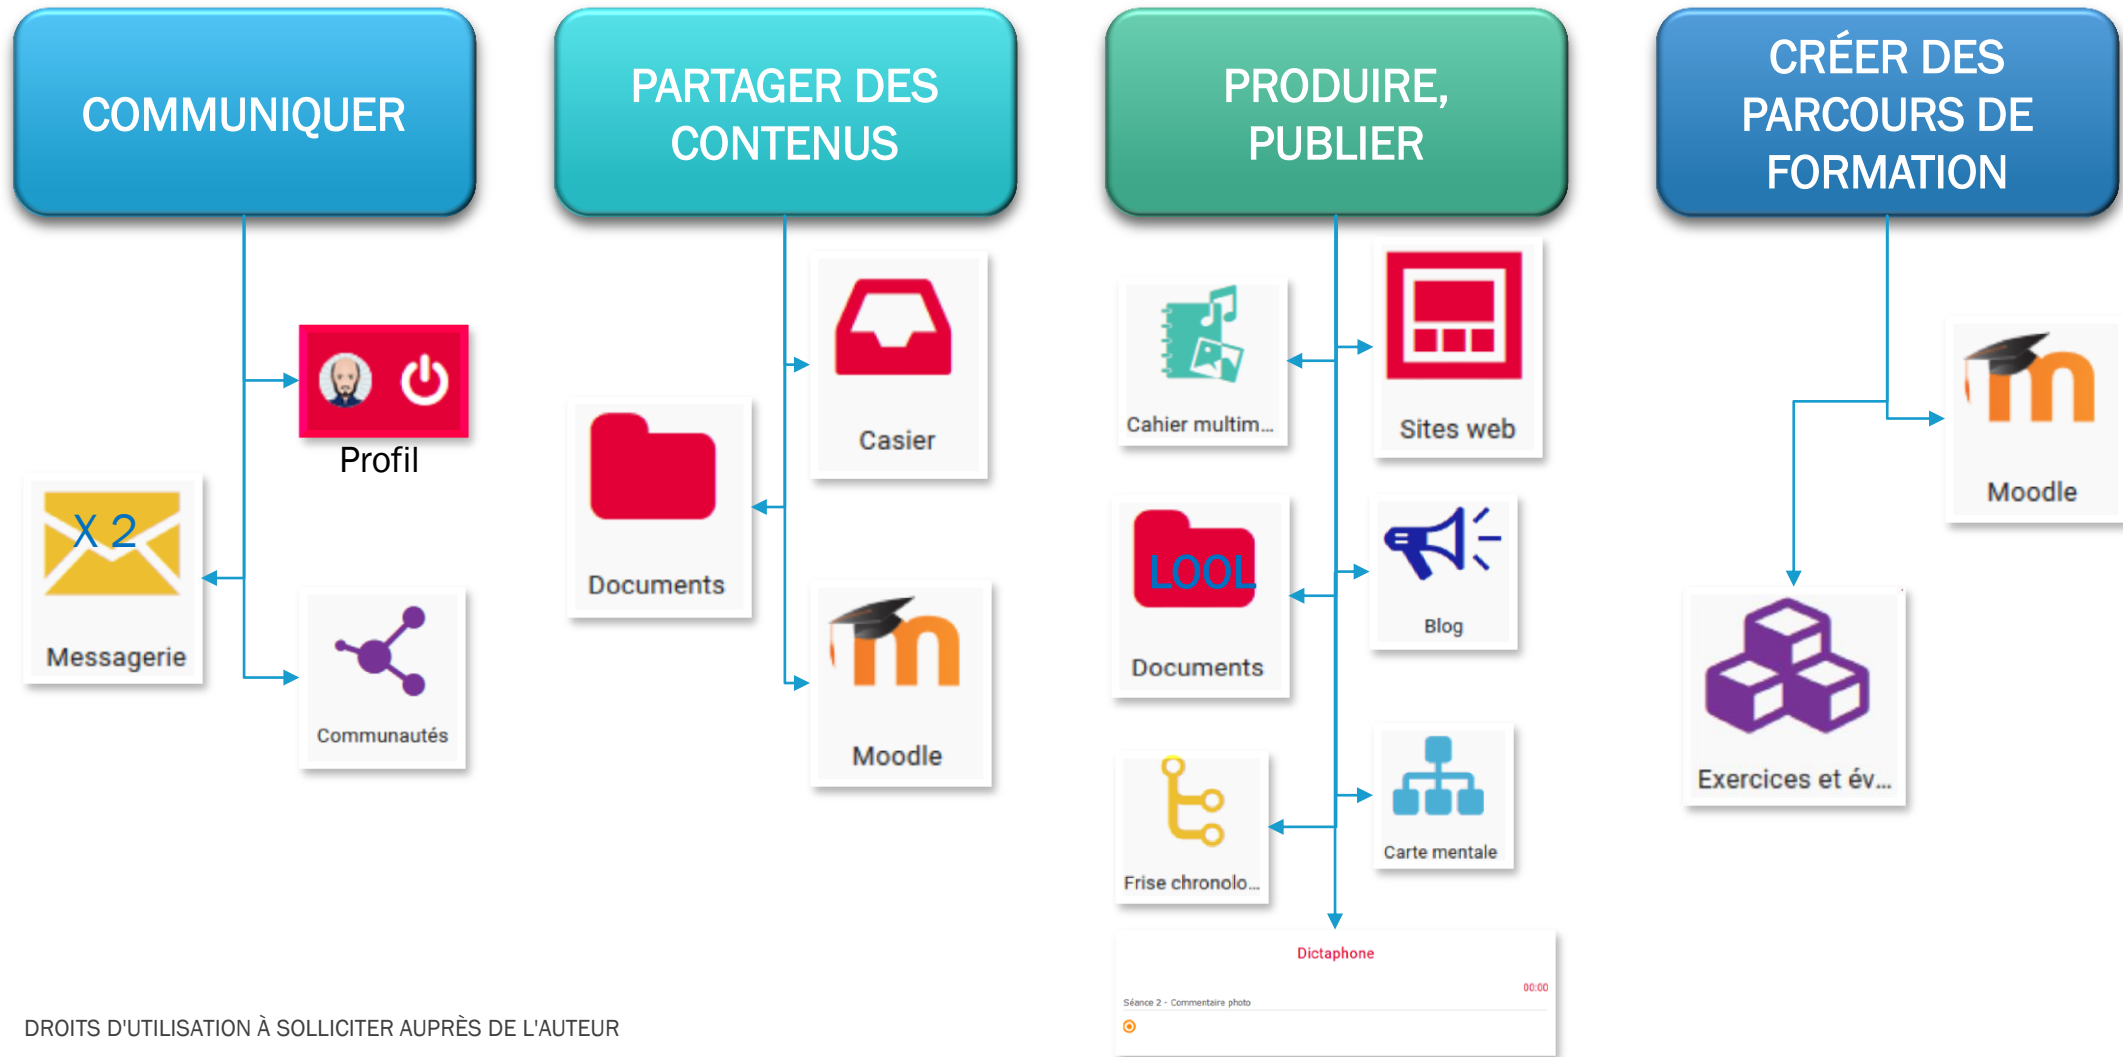 COMMUNIQUER
PARTAGER DES
CONTENUS
PRODUIRE,
PUBLIER
CRÉER DES
PARCOURS DE
FORMATION
Profil
X 2
Messagerie
Communautés
Casier
Documents
m
Moodle
Cahier multim...
Sites web
LOOL
Documents
Blog
Frise chronolo...
Carte mentale
Dictaphone
00:00
Séance 2 - Commentaire photo
m
Moodle
Exercices et év...
DROITS D'UTILISATION À SOLLICITER AUPRÈS DE L'AUTEUR